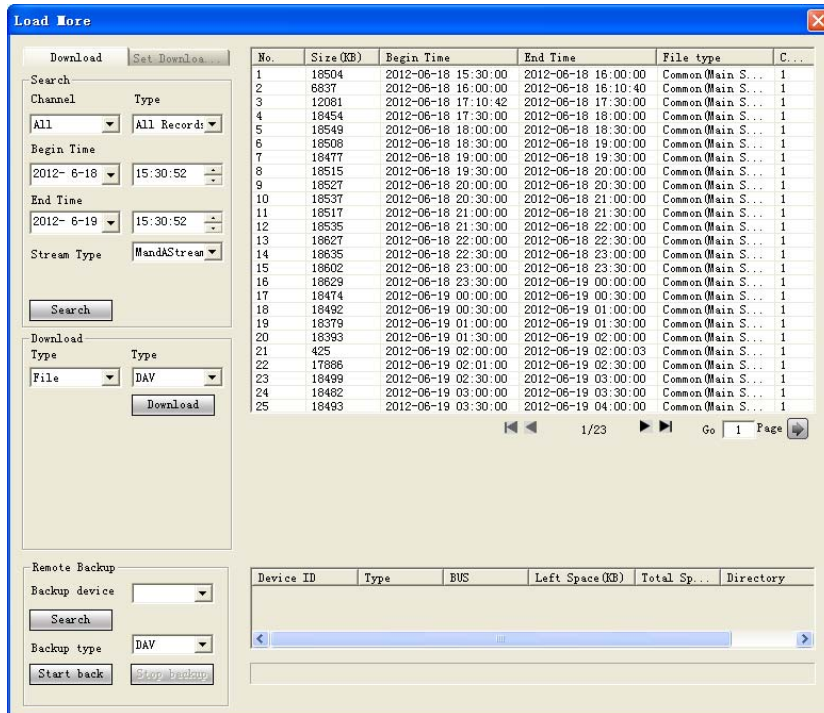 Load More
Download Set Downloa...
Search
Channel Type
All All Record:
Begin Time
2012- 6-18 15:30:52
End Time
2012- 6-19 15:30:52
Stream Type MandAStrean
Search
Download
Type Type
File DAV
Download
No. Size(KB) Begin Time End Time File type C...
1 18504 2012-06-18 15:30:00 2012-06-18 16:00:00 Common(Main S... 1
2 6837 2012-06-18 16:00:00 2012-06-18 16:10:40 Common(Main S... 1
3 12081 2012-06-18 17:10:42 2012-06-18 17:30:00 Common(Main S... 1
4 18454 2012-06-18 17:30:00 2012-06-18 18:00:00 Common(Main S... 1
5 18549 2012-06-18 18:00:00 2012-06-18 18:30:00 Common(Main S... 1
6 18508 2012-06-18 18:30:00 2012-06-18 19:00:00 Common(Main S... 1
7 18477 2012-06-18 19:00:00 2012-06-18 19:30:00 Common(Main S... 1
8 18515 2012-06-18 19:30:00 2012-06-18 20:00:00 Common(Main S... 1
9 18527 2012-06-18 20:00:00 2012-06-18 20:30:00 Common(Main S... 1
10 18537 2012-06-18 20:30:00 2012-06-18 21:00:00 Common(Main S... 1
11 18517 2012-06-18 21:00:00 2012-06-18 21:30:00 Common(Main S... 1
12 18535 2012-06-18 21:30:00 2012-06-18 22:00:00 Common(Main S... 1
13 18627 2012-06-18 22:00:00 2012-06-18 22:30:00 Common(Main S... 1
14 18635 2012-06-18 22:30:00 2012-06-18 23:00:00 Common(Main S... 1
15 18602 2012-06-18 23:00:00 2012-06-18 23:30:00 Common(Main S... 1
16 18629 2012-06-18 23:30:00 2012-06-19 00:00:00 Common(Main S... 1
17 18474 2012-06-19 00:00:00 2012-06-19 00:30:00 Common(Main S... 1
18 18492 2012-06-19 00:30:00 2012-06-19 01:00:00 Common(Main S... 1
19 18379 2012-06-19 01:00:00 2012-06-19 01:30:00 Common(Main S... 1
20 18393 2012-06-19 01:30:00 2012-06-19 02:00:00 Common(Main S... 1
21 425 2012-06-19 02:00:00 2012-06-19 02:00:03 Common(Main S... 1
22 17886 2012-06-19 02:01:00 2012-06-19 02:30:00 Common(Main S... 1
23 18499 2012-06-19 02:30:00 2012-06-19 03:00:00 Common(Main S... 1
24 18482 2012-06-19 03:00:00 2012-06-19 03:30:00 Common(Main S... 1
25 18493 2012-06-19 03:30:00 2012-06-19 04:00:00 Common(Main S... 1
1/23 Go 1 Page
Remote Backup
Backup device
Search
Backup type DAV
Start back Stop backup
Device ID Type BUS Left Space(KB) Total Sp... Directory